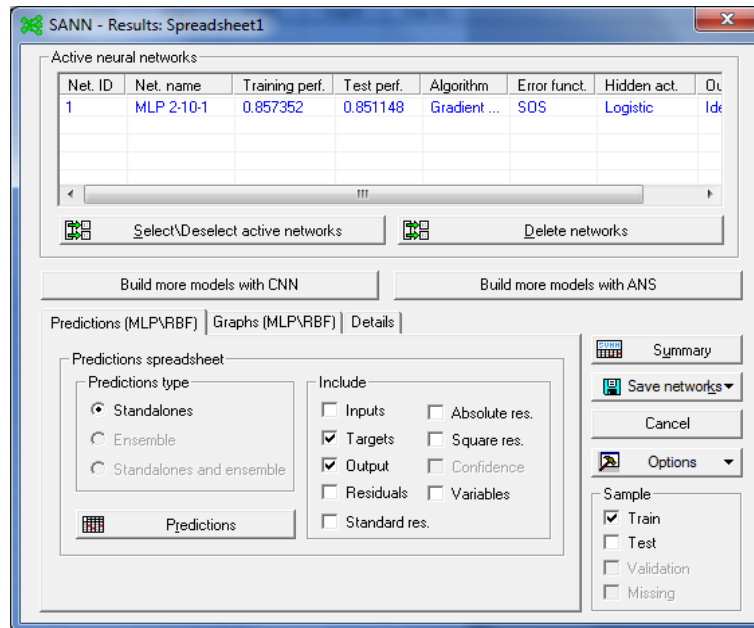 SANN - Results: Spreadsheet1
Active neural networks
Net. ID Net. name Training perf. Test perf. Algorithm Error funct. Hidden act. Ou
1 MLP 2-10-1 0.857352 0.851148 Gradient ... SOS Logistic Ide
Select\Deselect active networks Delete networks
Build more models with CNN Build more models with ANS
Predictions (MLP\RBF) Graphs (MLP\RBF) Details
Predictions spreadsheet
Predictions type
Standalones
Ensemble
Standalones and ensemble
Predictions
Include
Inputs Absolute res.
Targets Square res.
Output Confidence
Residuals Variables
Standard res.
Summary
Save networks
Cancel
Options
Sample
Train
Test
Validation
Missing